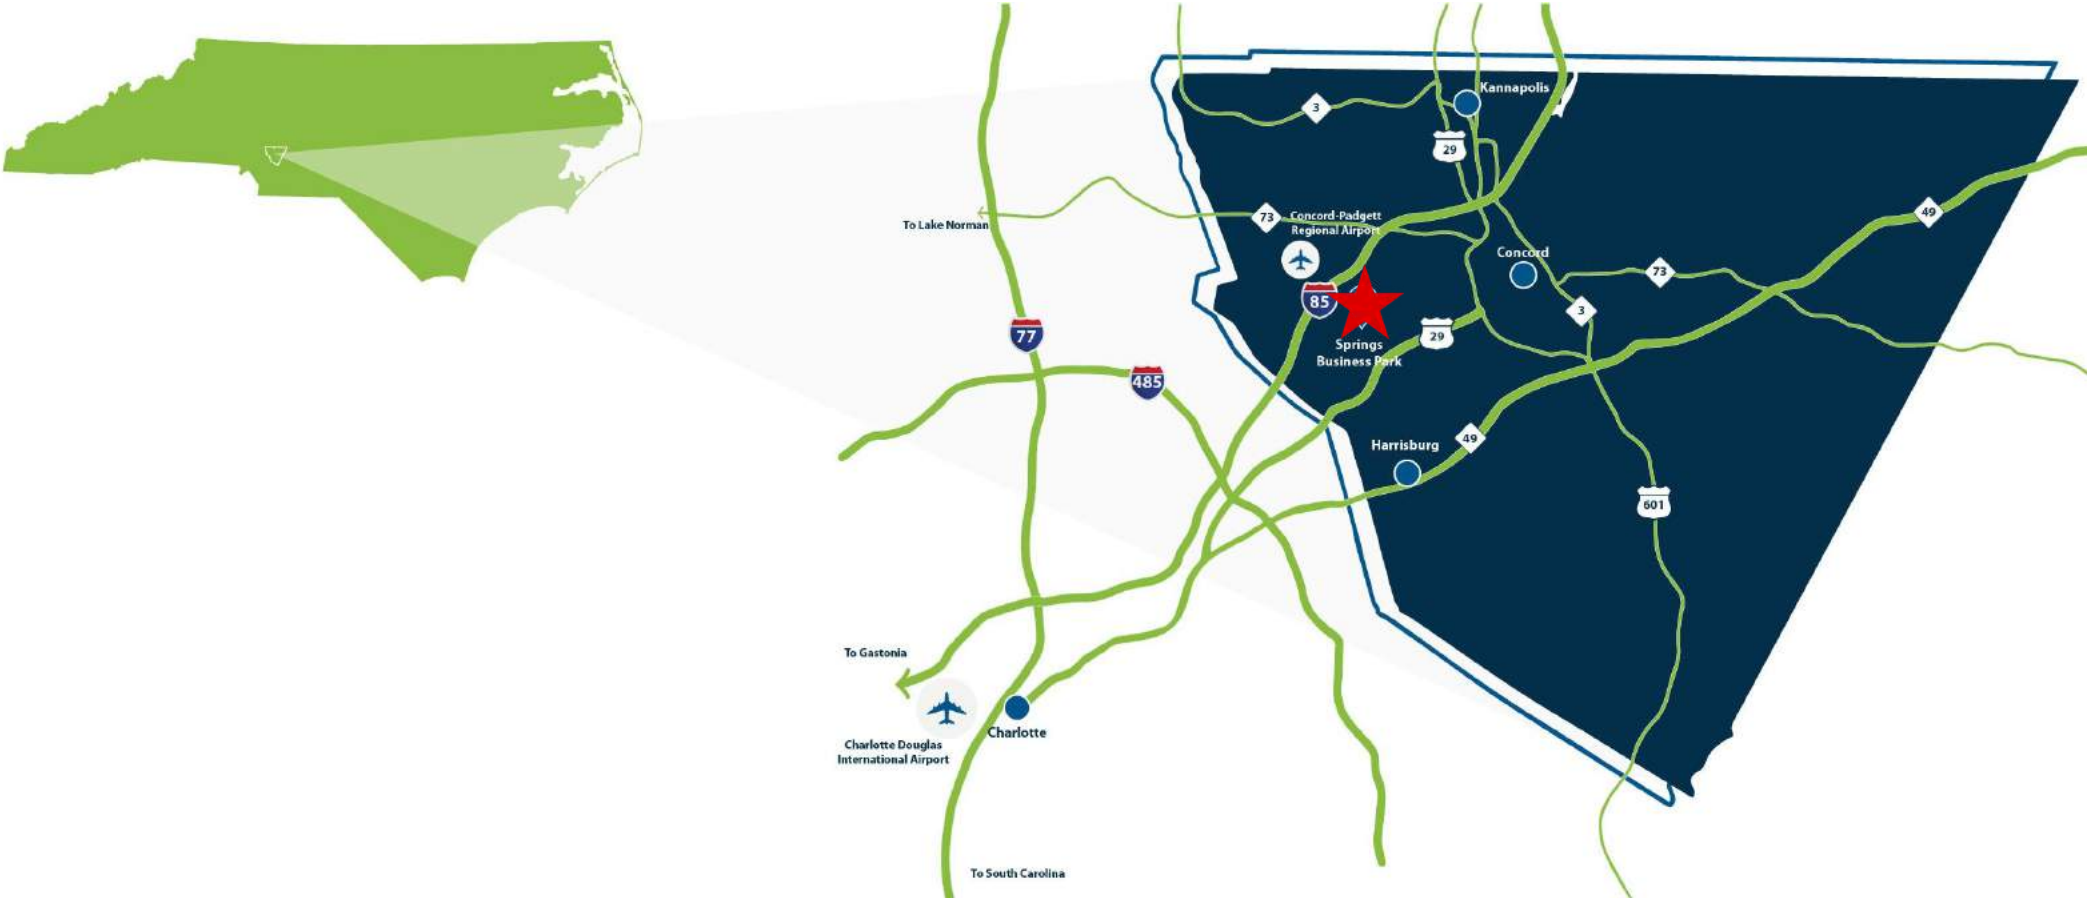 Kannapolis
3
29
49
To Lake Norman
73
Concord-Padgett
Regional Airport
Concord
73
85
3
77
29
Springs
Business Park
485
Harrisburg
49
601
To Gastonia
Charlotte
Charlotte Douglas
International Airport
To South Carolina